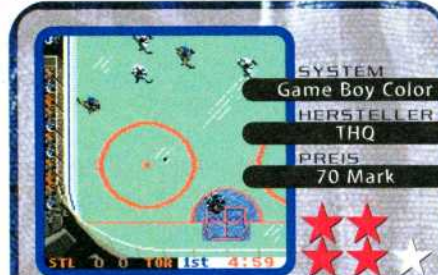 SYSTEM
Game Boy Color
HERSTELLER
THQ
PREIS
70 Mark
STL 0 0 TOR 1st 4:59